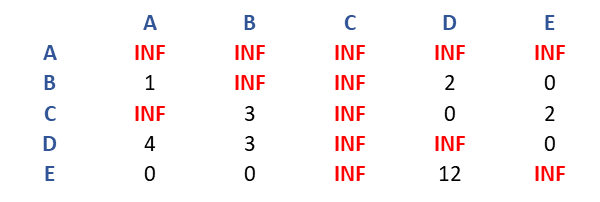 A B C D E
A INF INF INF INF INF
B 1 INF INF 2 0
C INF 3 INF 0 2
D 4 3 INF INF 0
E 0 0 INF 12 INF